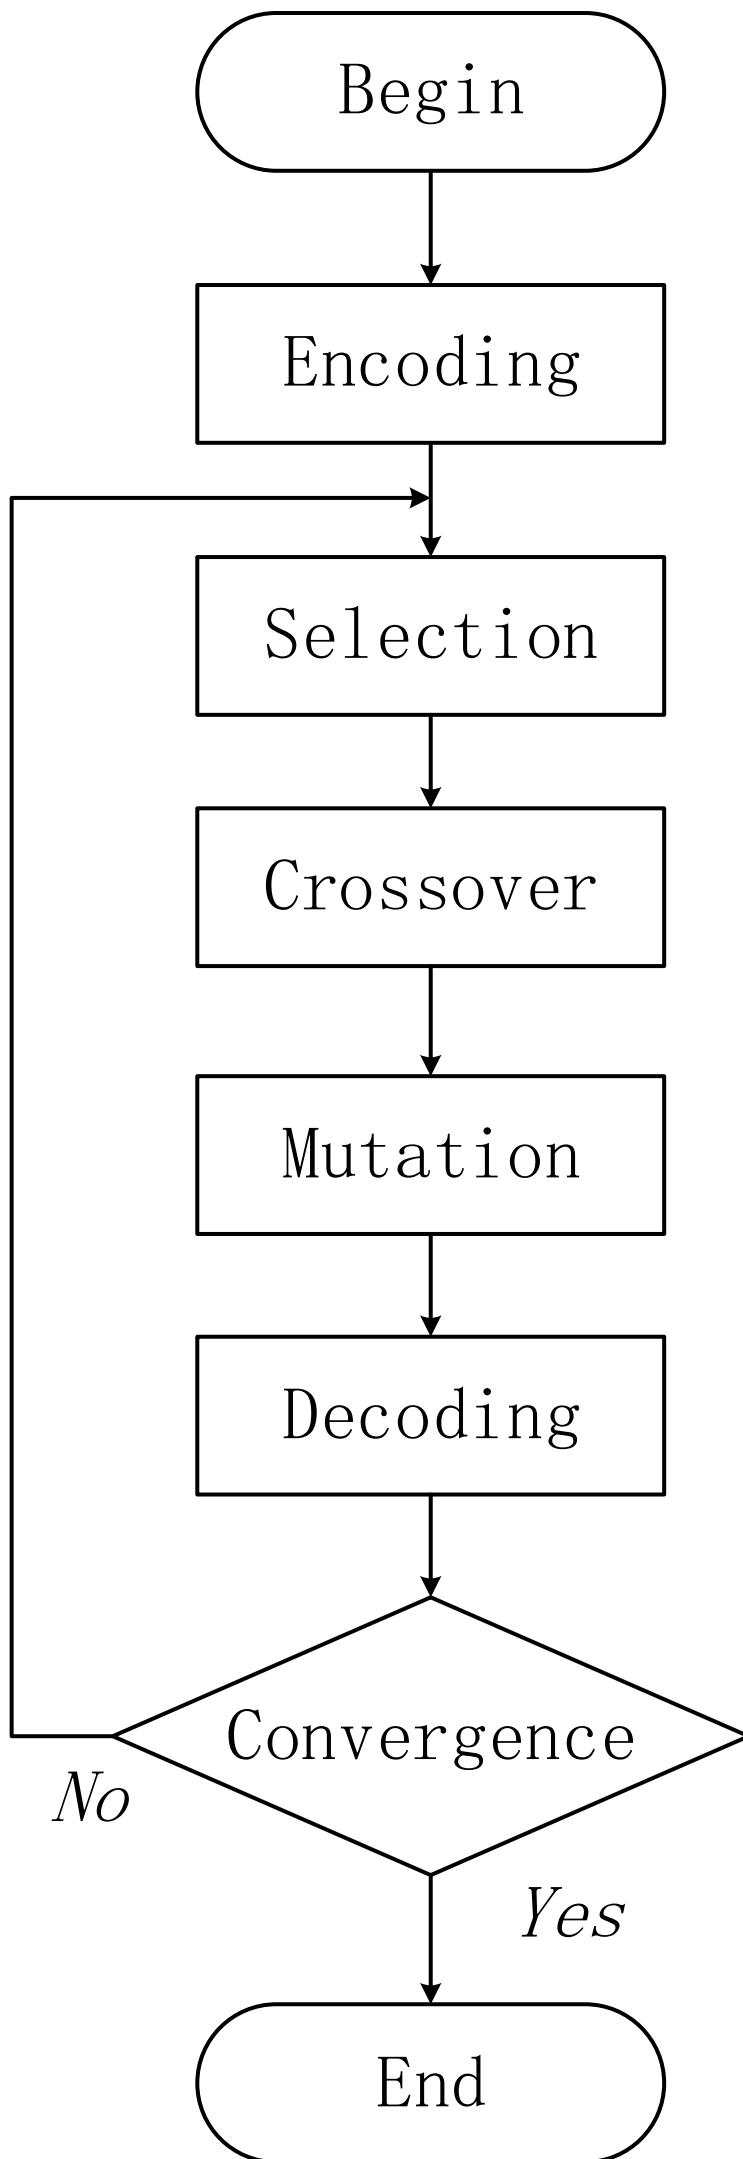 Begin
Encoding
Selection
Crossover
Mutation
Decoding
Convergence
No
Yes
End